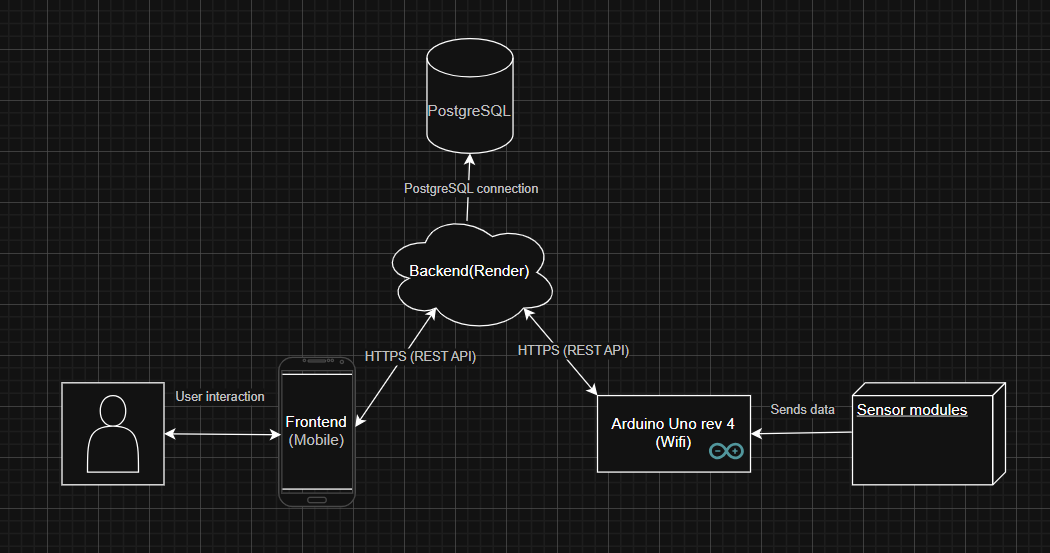 PostgreSQL
PostgreSQL connection
Backend(Render)
HTTPS (REST API)
HTTPS (REST API)
User interaction
Frontend
(Mobile)
Arduino Uno rev 4
(Wifi)
Sends data
Sensor modules